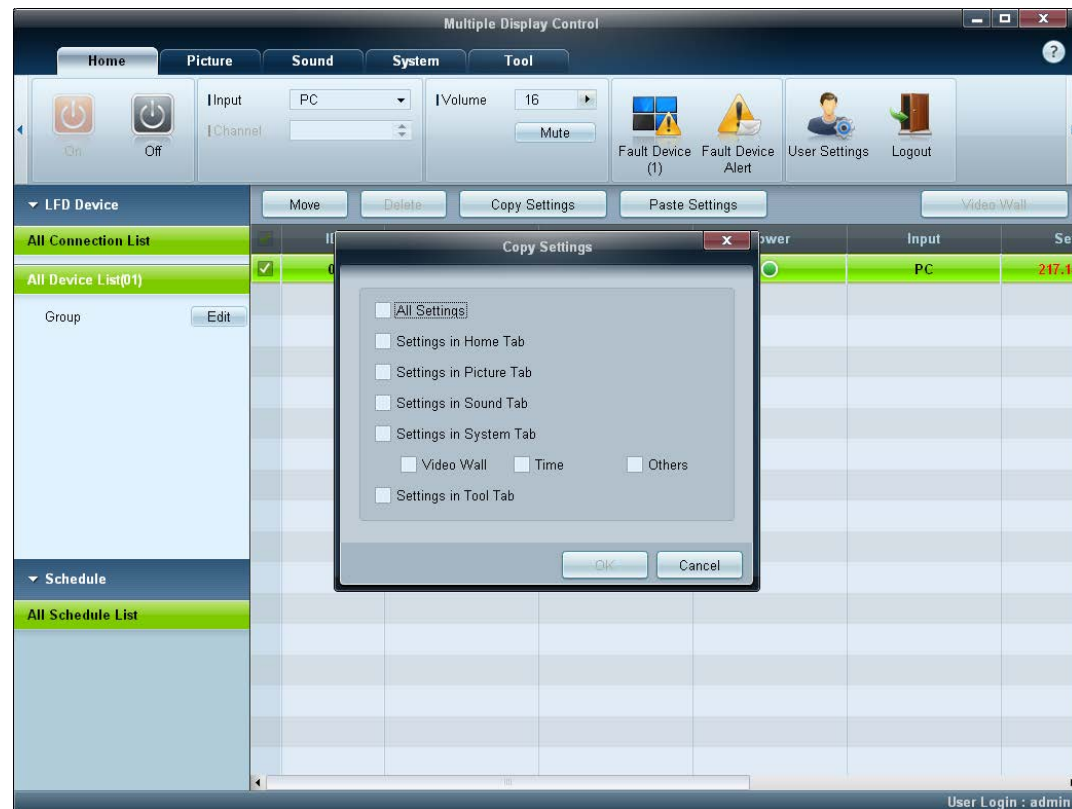 Multiple Display Control
Home Picture Sound System Tool
Input PC Volume 16
Channel Mute
On Off Fault Device (1) Fault Device Alert User Settings Logout
LFD Device Move Delete Copy Settings Paste Settings Video Wall
All Connection List
Input
All Device List(01)
PC
Group Edit
Copy Settings
All Settings
Settings in Home Tab
Settings in Picture Tab
Settings in Sound Tab
Settings in System Tab
Video Wall Time Others
Settings in Tool Tab
OK Cancel
Schedule
All Schedule List
User Login : admin